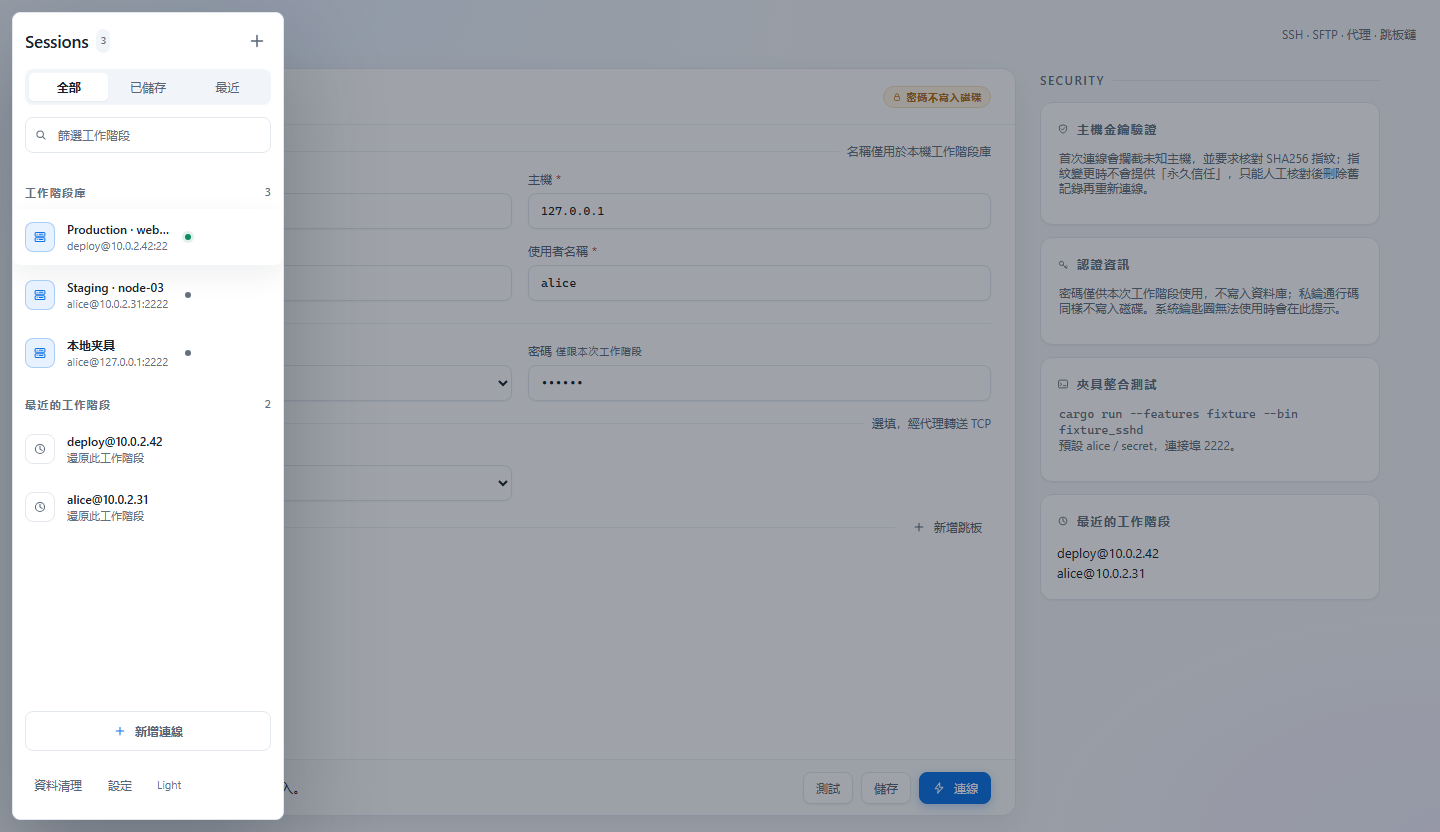 Sessions 3
全部 已儲存 最近
篩選工作階段
工作階段庫 3
Production · web...
deploy@10.0.2.42:22
Staging · node-03
alice@10.0.2.31:2222
本地夹具
alice@127.0.0.1:2222
最近的工作階段 2
deploy@10.0.2.42
還原此工作階段
alice@10.0.2.31
還原此工作階段
新增連線
資料清理 設定 Light
SSH · SFTP · 代理 · 跳板鏈
密碼不寫入磁碟
名稱僅用於本機工作階段庫
主機 *
127.0.0.1
使用者名稱 *
alice
密碼 僅限本次工作階段
••••••
選填，經代理轉送 TCP
新增跳板
入。
測試 儲存 連線
SECURITY
主機金鑰驗證
首次連線會攔截未知主機，並要求核對 SHA256 指紋；指
紋變更時不會提供「永久信任」，只能人工核對後刪除舊
記錄再重新連線。
認證資訊
密碼僅供本次工作階段使用，不寫入資料庫；私鑰通行碼
同樣不寫入磁碟。系統鑰匙圈無法使用時會在此提示。
夾具整合測試
cargo run --features fixture --bin
fixture_sshd
預設 alice / secret，連接埠 2222。
最近的工作階段
deploy@10.0.2.42
alice@10.0.2.31